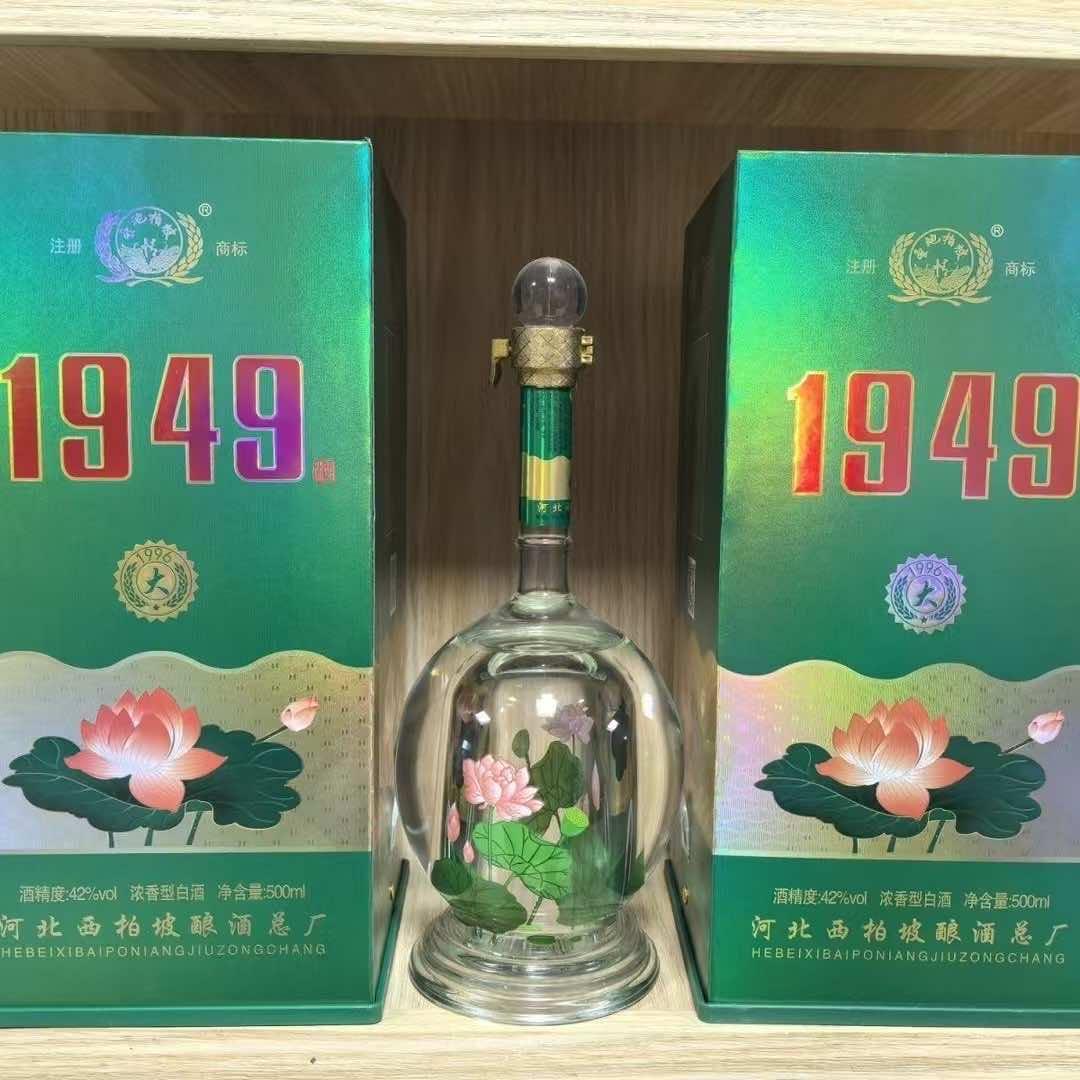 注册 ® 商标
1949
1996
大
酒精度:42%vol 浓香型白酒 净含量:500ml
河北西柏坡酿酒总厂
HEBEIXIBAIPONIANGJIUZONGCHANG
河北
注册 ® 商标
1949
1996
大
酒精度:42%vol 浓香型白酒 净含量:500ml
河北西柏坡酿酒总厂
HEBEIXIBAIPONIANGJIUZONGCHANG